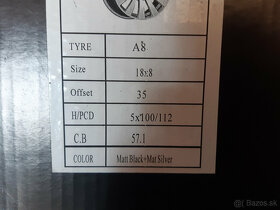 TYRE A8
Size 18x8
Offset 35
H/PCD 5x100/112
C.B 57.1
COLOR Matt Black+Mat Silver
Bazos.sk